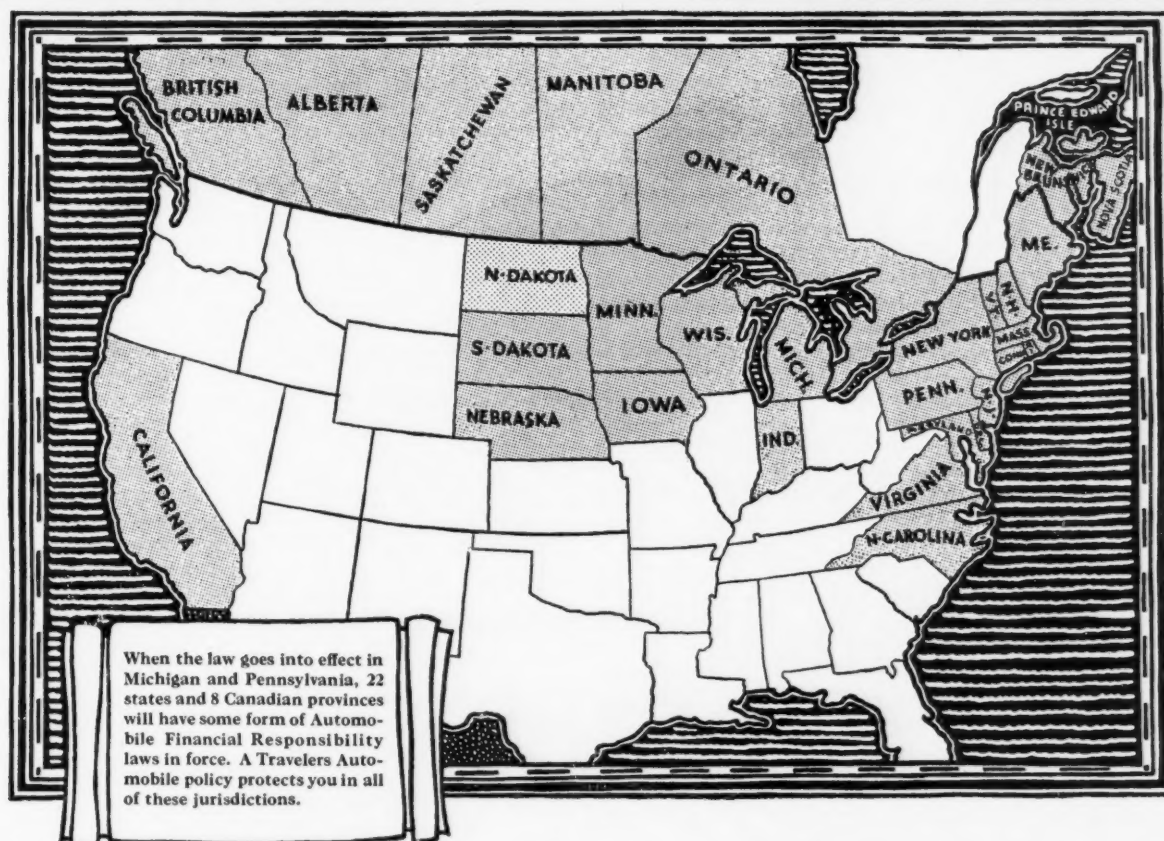 BRITISH
COLUMBIA
ALBERTA
SASKATCHEWAN
MANITOBA
ONTARIO
PRINCE EDWARD
ISLE
NEW
BRUNSWICK
NOVA SCOTIA
ME.
N·H·
VT.
MASS
CONN.
NEW YORK
PENN.
N·J·
MARYLAND
N·DAKOTA
S·DAKOTA
NEBRASKA
MINN.
IOWA
WIS.
MICH.
IND.
VIRGINIA
N·CAROLINA
CALIFORNIA
When the law goes into effect in
Michigan and Pennsylvania, 22
states and 8 Canadian provinces
will have some form of Automo-
bile Financial Responsibility
laws in force. A Travelers Auto-
mobile policy protects you in all
of these jurisdictions.